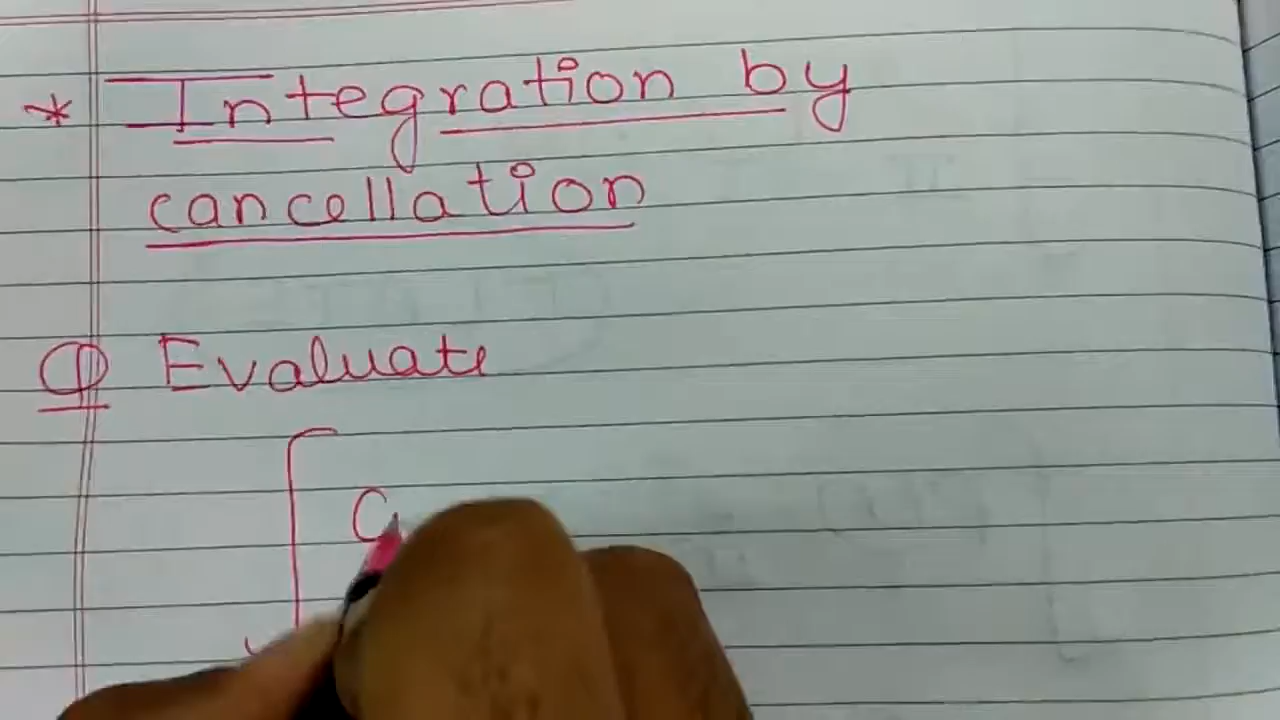 * Integration by
cancellation
Q Evaluate
∫ C